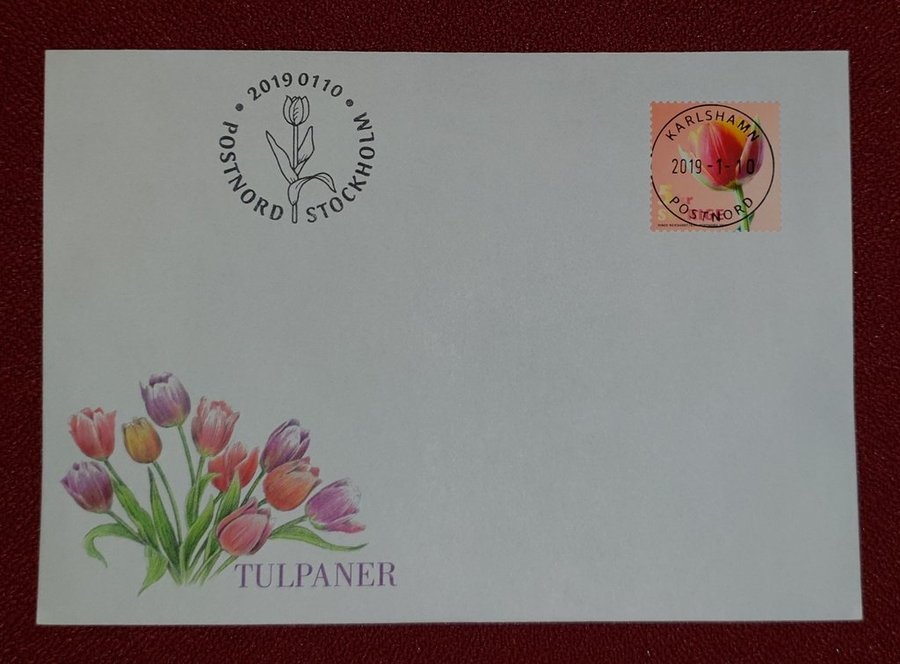 20190110
POSTNORD STOCKHOLM
KARLSHAMN
2019-1-10
POSTNORD
TULPANER